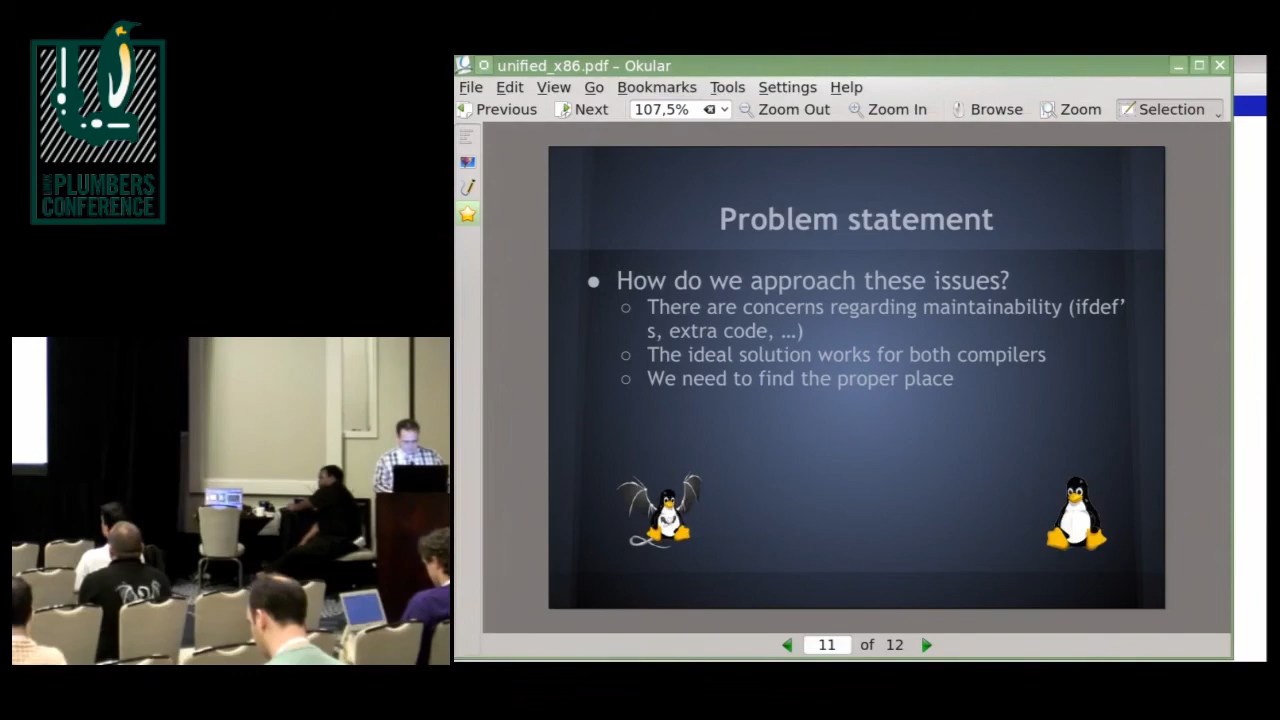 LINUX PLUMBERS
CONFERENCE
unified_x86.pdf – Okular
File Edit View Go Bookmarks Tools Settings Help
Previous Next 107,5% Zoom Out Zoom In Browse Zoom Selection
Problem statement
● How do we approach these issues?
○ There are concerns regarding maintainability (ifdef’
s, extra code, …)
○ The ideal solution works for both compilers
○ We need to find the proper place
11 of 12